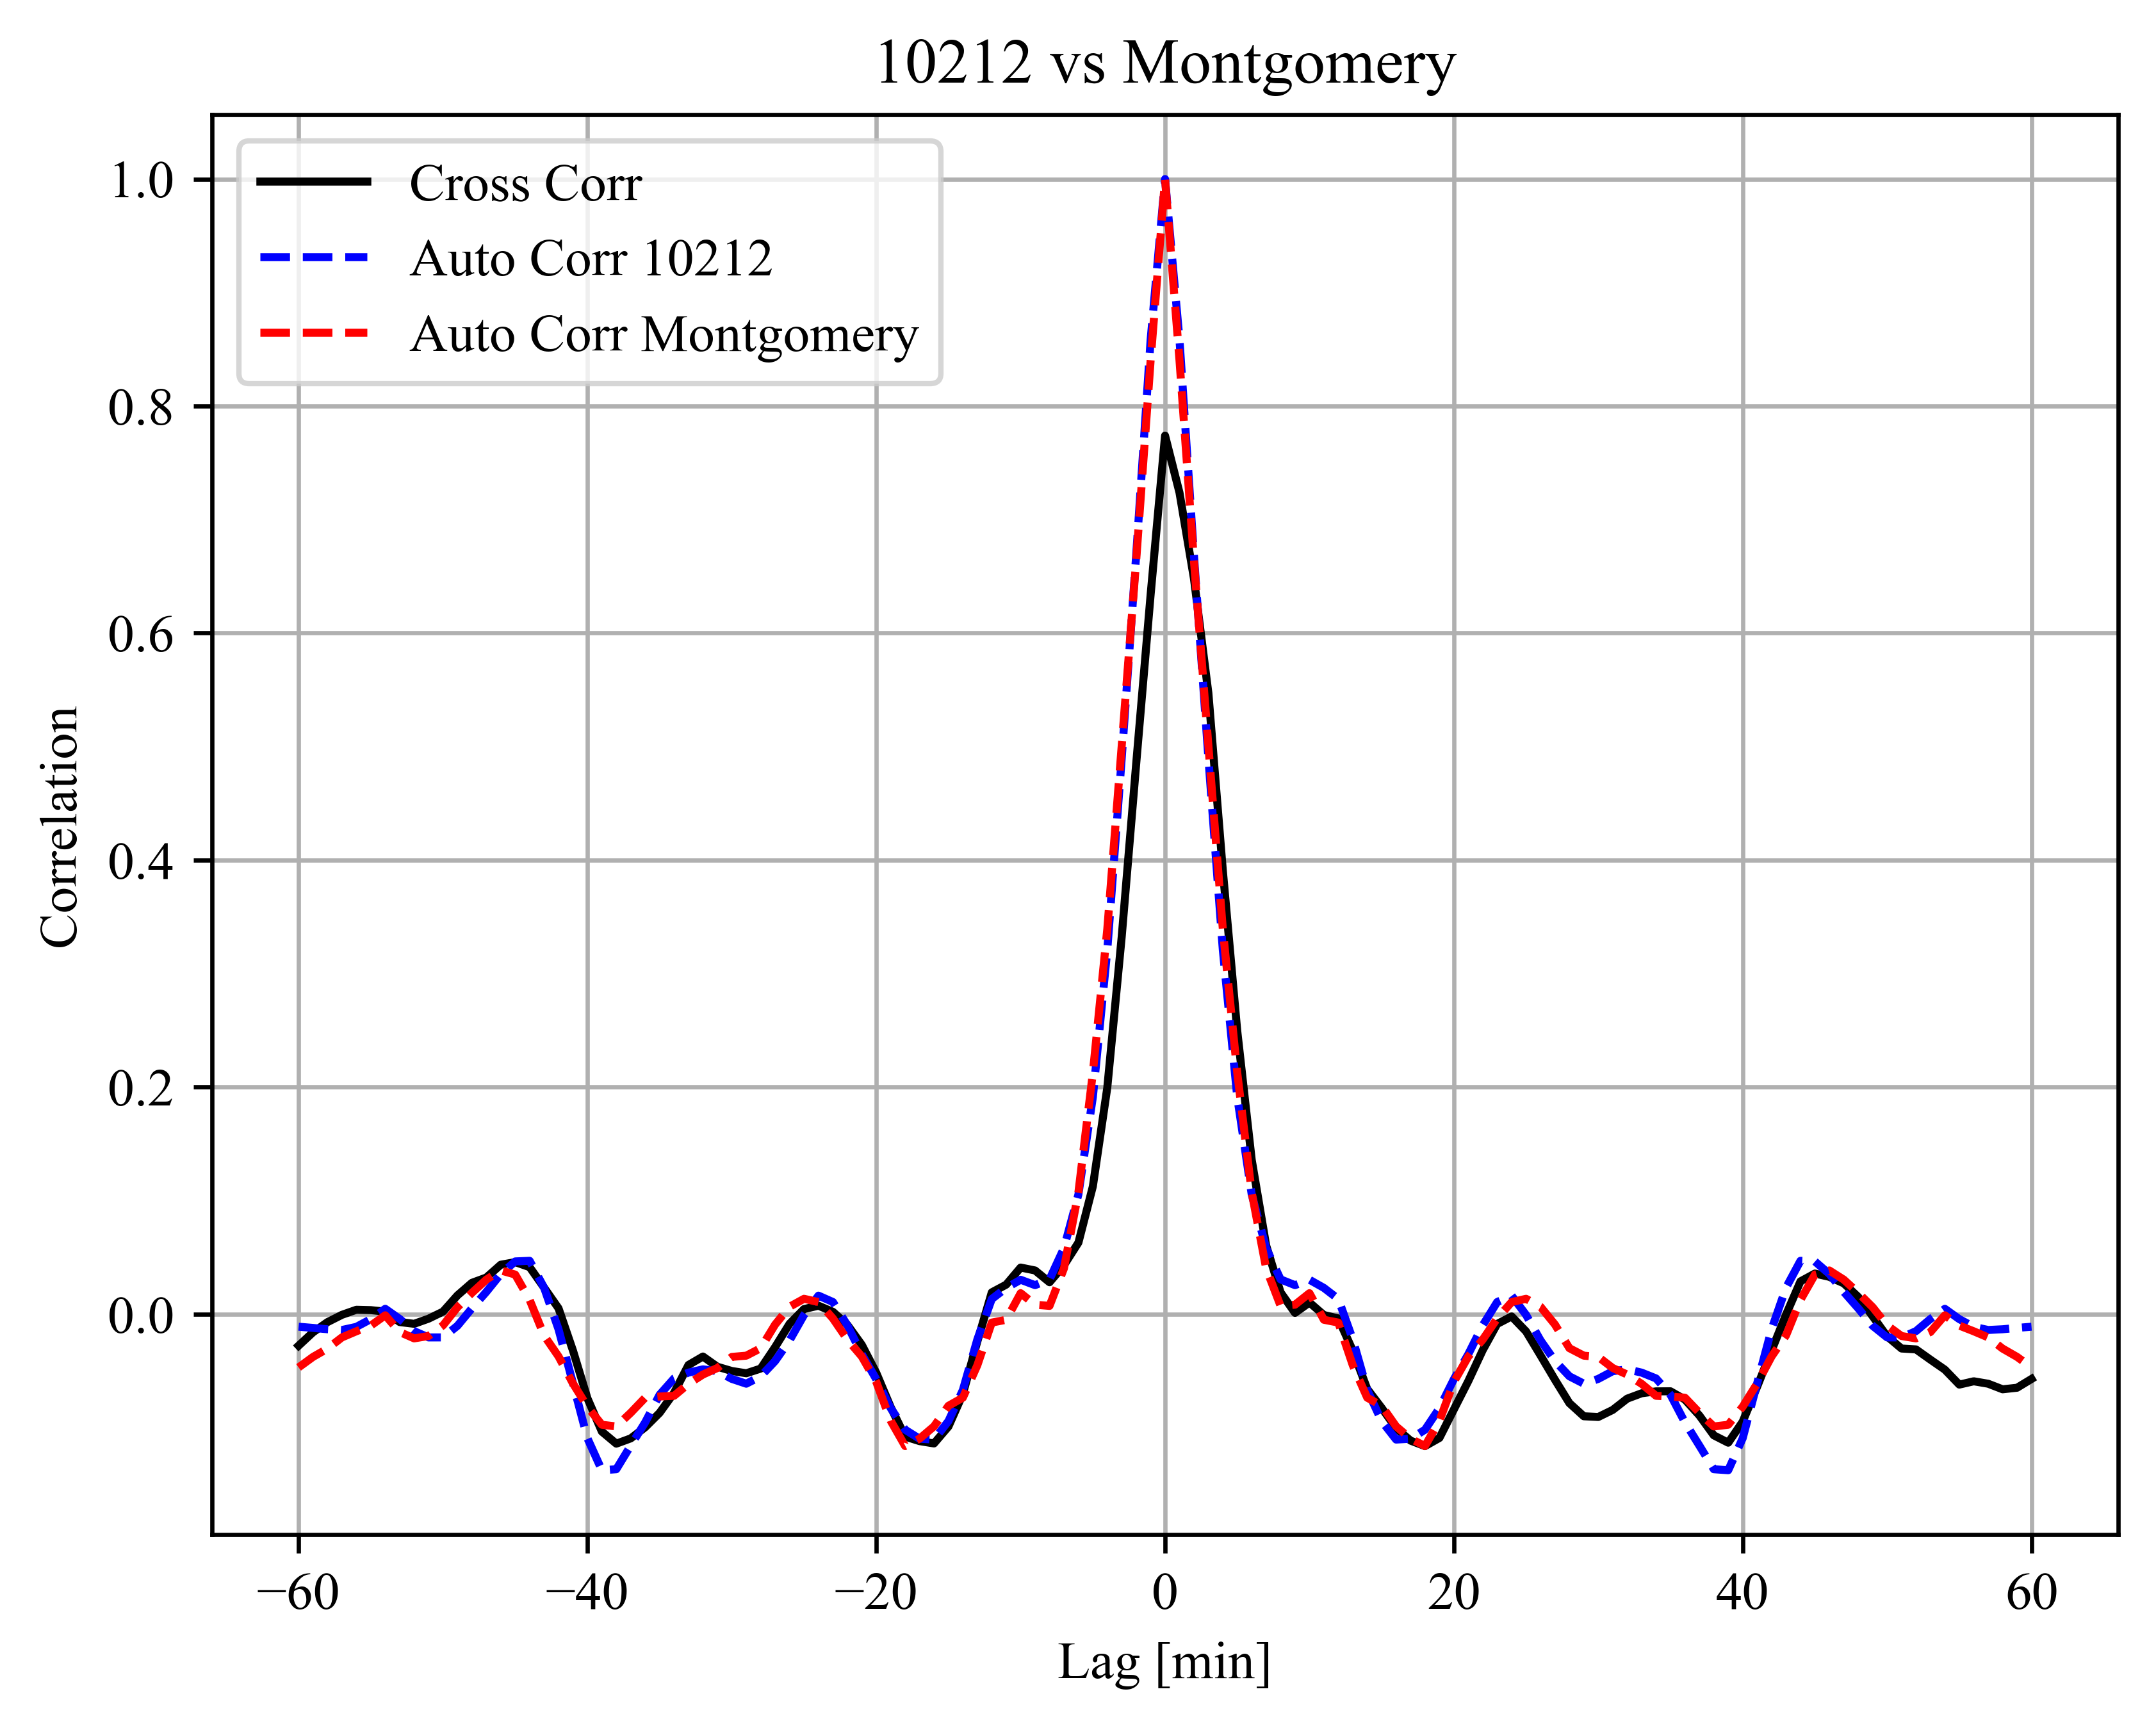 10212 vs Montgomery
Cross Corr
Auto Corr 10212
Auto Corr Montgomery
1.0
0.8
0.6
0.4
0.2
0.0
Correlation
−60 −40 −20 0 20 40 60
Lag [min]